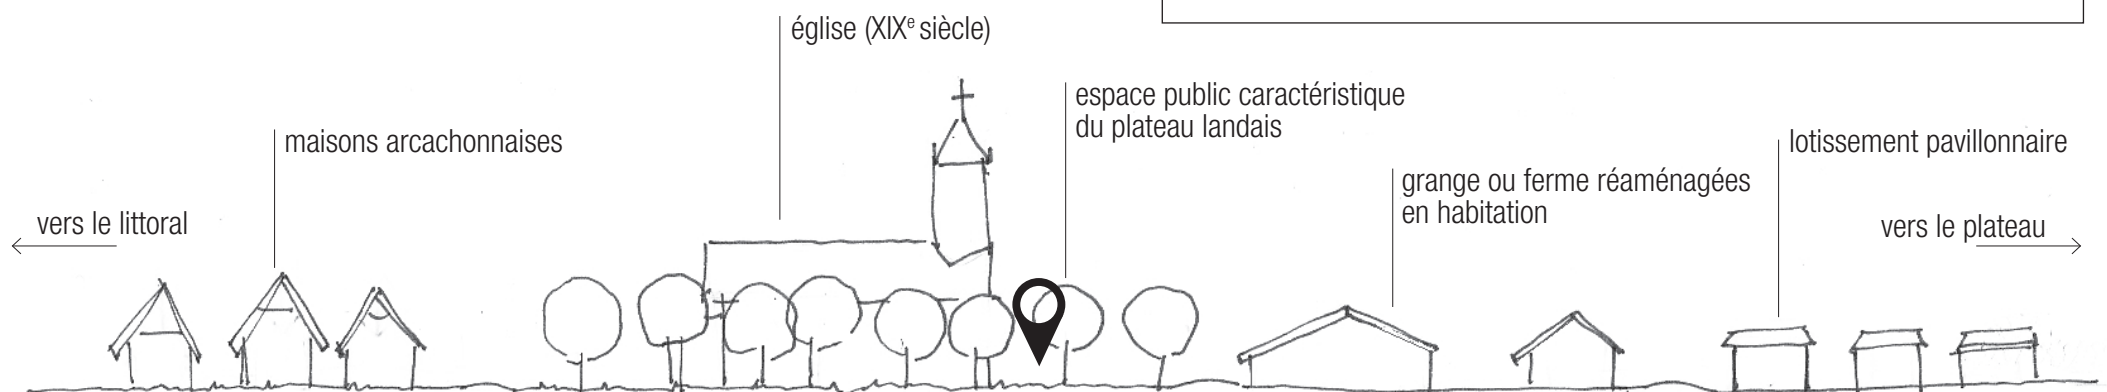 église (XIXe siècle)
espace public caractéristique
du plateau landais
maisons arcachonnaises
lotissement pavillonnaire
grange ou ferme réaménagées
en habitation
vers le littoral
vers le plateau